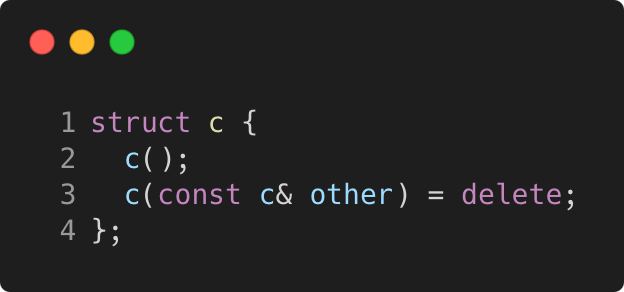 1 struct c {
2   c();
3   c(const c& other) = delete;
4 };